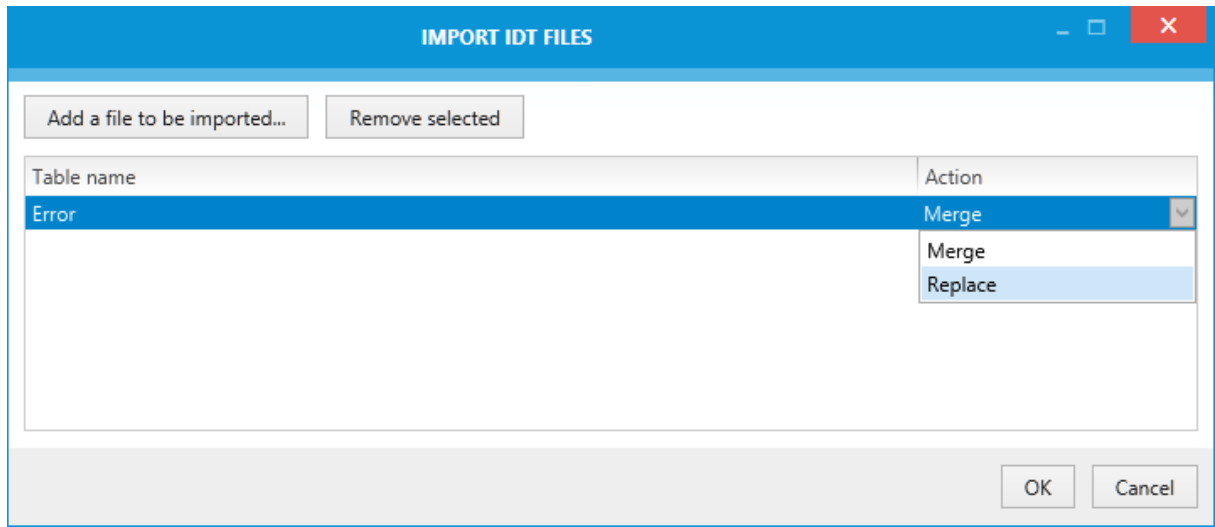 IMPORT IDT FILES
Add a file to be imported... Remove selected
Table name Action
Error Merge
Merge
Replace
OK Cancel